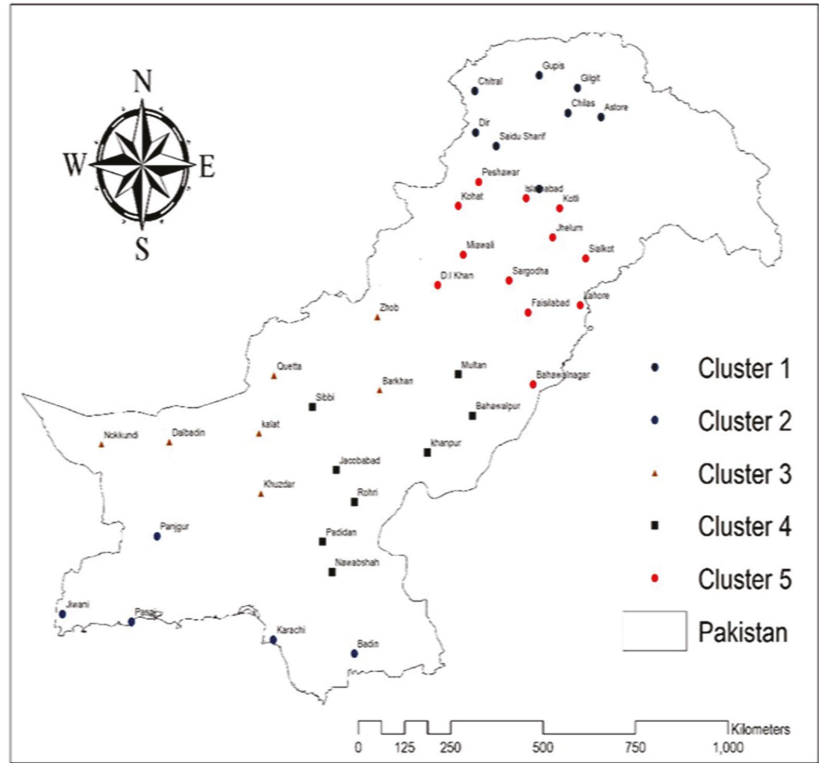 N
W E
S
Gupis
Chitral
Gilgit
Chilas
Astore
Dir
Saidu Sharif
Peshawar
Islamabad
Kohat
Kotli
Jhelum
Miawali
Sialkot
D.I Khan
Sargodha
Faisilabad
Lahore
Zhob
Quetta
Barkhan
Multan
Bahawalnagar
Sibbi
Bahawalpur
Nokkundi
Dalbadin
kalat
khanpur
Jacobabad
Khuzdar
Rohri
Panjgur
Padidan
Nawabshah
Jiwani
Karachi
Badin
Cluster 1
Cluster 2
Cluster 3
Cluster 4
Cluster 5
Pakistan
Kilometers
0 125 250 500 750 1,000